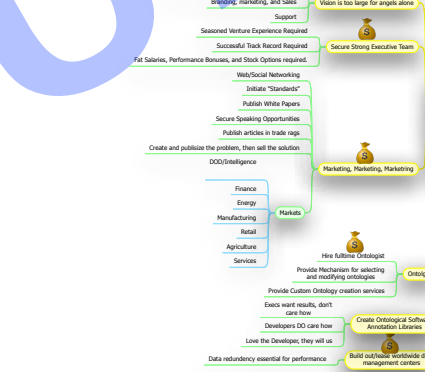 Branding, marketing, and Sales
Support
Vision is too large for angels alone
Seasoned Venture Experience Required
Successful Track Record Required
Fat Salaries, Performance Bonuses, and Stock Options required.
Secure Strong Executive Team
Web/Social Networking
Initiate "Standards"
Publish White Papers
Secure Speaking Opportunities
Publish articles in trade rags
Create and publisize the problem, then sell the solution
DOD/Intelligence
Marketing, Marketing, Marketring
Finance
Energy
Manufacturing
Retail
Agriculture
Services
Markets
Hire fulltime Ontologist
Provide Mechanism for selecting
and modifying ontologies
Provide Custom Ontology creation services
Execs want results, don't
care how
Developers DO care how
Love the Developer, they will us
Create Ontological Softwa
Annotation Libraries
Data redundency essential for performance
Build out/lease worldwide d
management centers